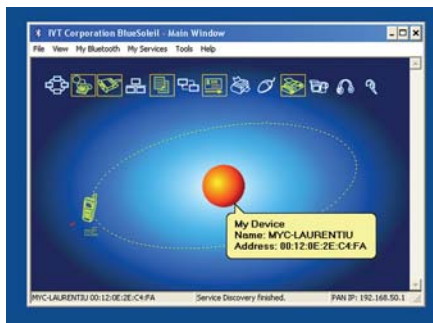 IVT Corporation BlueSoleil - Main Window
File View My Bluetooth My Services Tools Help
My Device
Name: MYC-LAURENTIU
Address: 00:12:0E:2E:C4:FA
MYC-LAURENTIU 00:12:0E:2E:C4:FA Service Discovery finished. PAN IP: 192.168.50.1